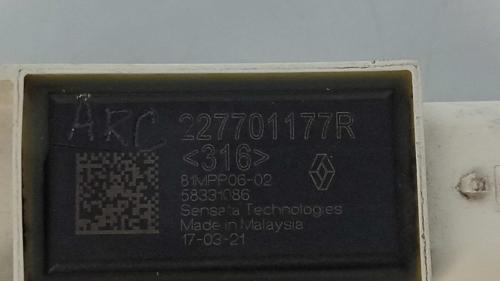 ARC
227701177R
<316>
81MPP06-02
58331086
Sensata Technologies
Made in Malaysia
17-03-21